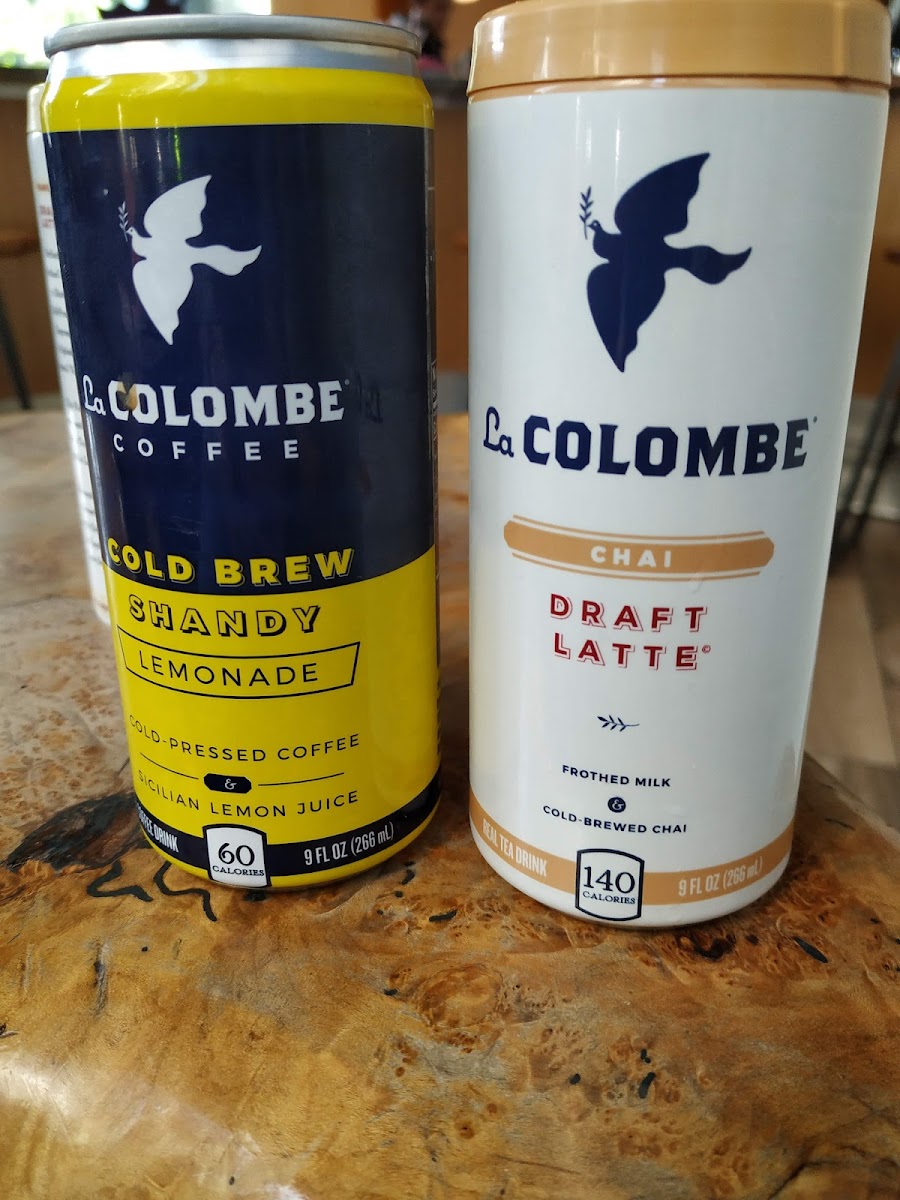 La COLOMBE
COFFEE
COLD BREW
SHANDY
LEMONADE
COLD-PRESSED COFFEE
&
SICILIAN LEMON JUICE
COFFEE DRINK
60
CALORIES
9 FL OZ (266 mL)
La COLOMBE
CHAI
DRAFT
LATTE©
FROTHED MILK
&
COLD-BREWED CHAI
REAL TEA DRINK
140
CALORIES
9 FL OZ (266 mL)